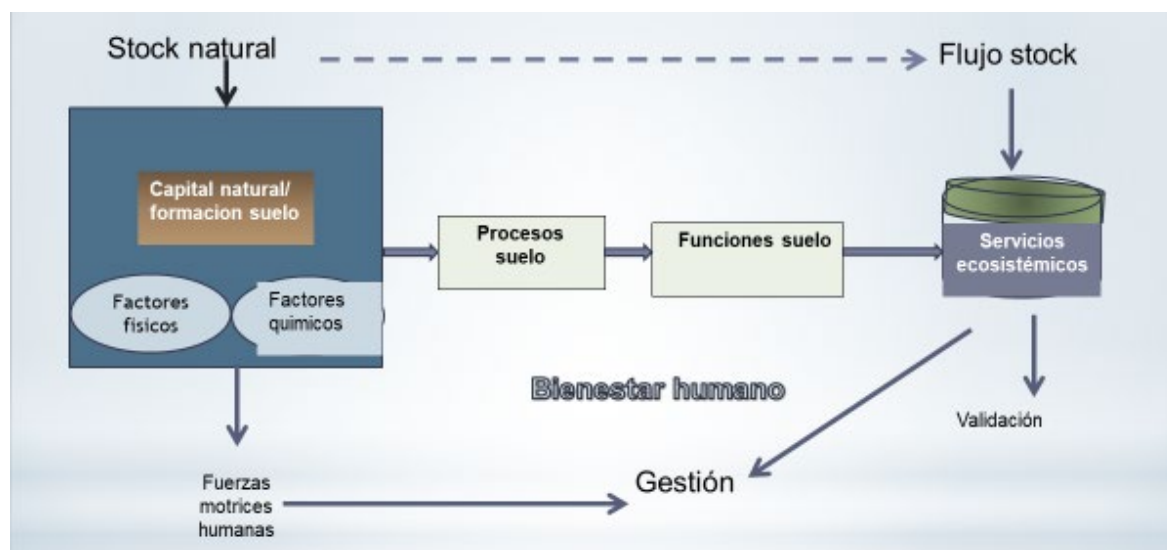 Stock natural
Flujo stock
Capital natural/
formacion suelo
Procesos
suelo
Funciones suelo
Servicios
ecosistémicos
Factores
físicos
Factores
quimicos
Bienestar humano
Validación
Gestión
Fuerzas
motrices
humanas